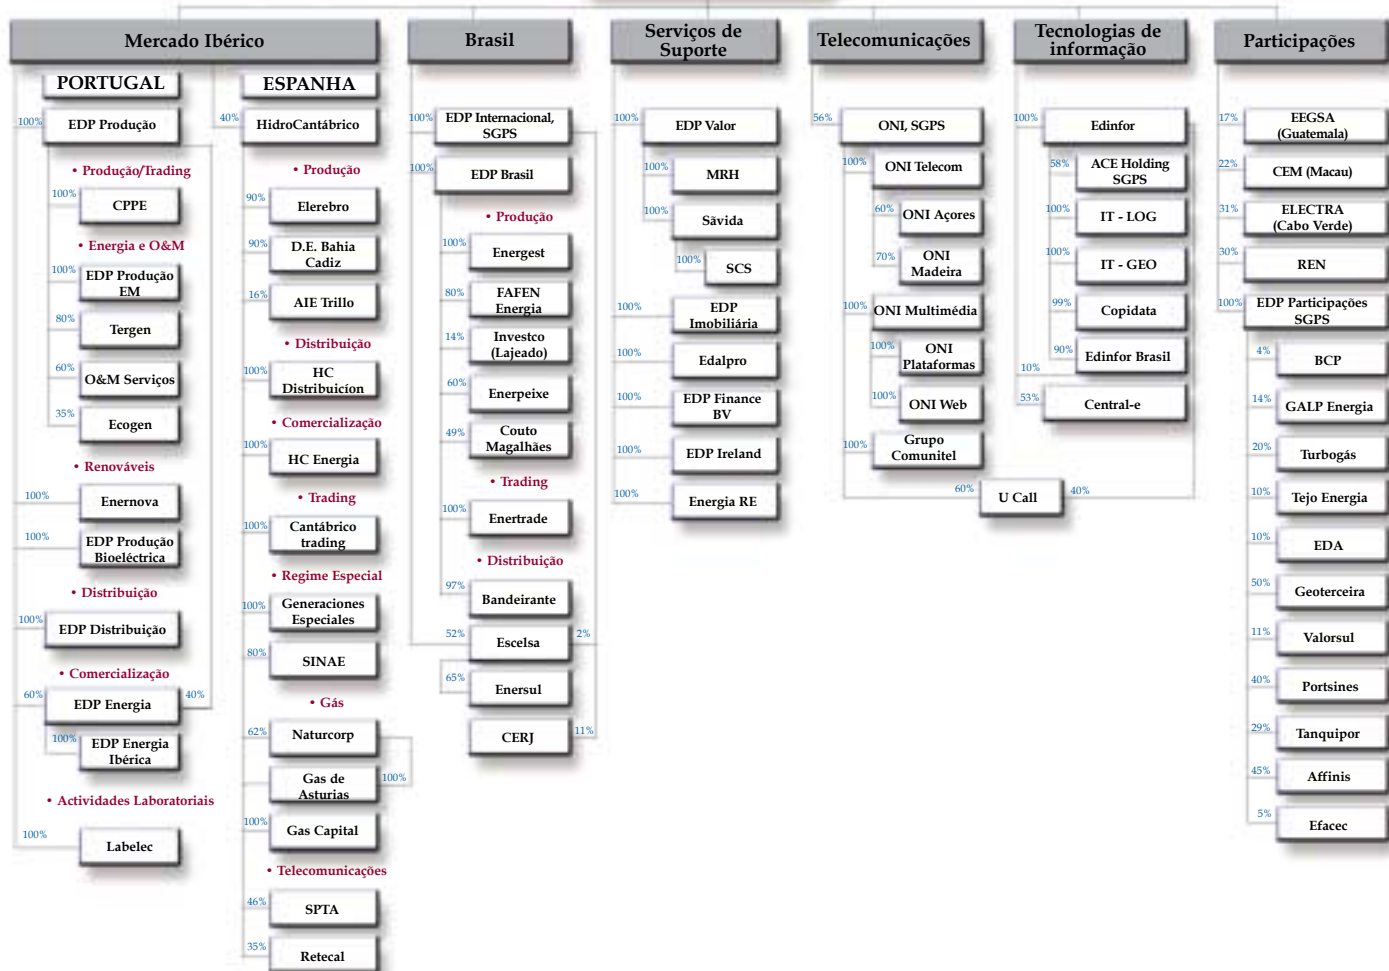 Mercado Ibérico
PORTUGAL
100%
EDP Produção
• Produção/Trading
100%
CPPE
• Energia e O&M
100%
EDP Produção
EM
80%
Tergen
60%
O&M Serviços
35%
Ecogen
• Renováveis
100%
Enernova
100%
EDP Produção
Bioeléctrica
• Distribuição
100%
EDP Distribuição
• Comercialização
60%
EDP Energia
40%
100%
EDP Energia
Ibérica
• Actividades Laboratoriais
100%
Labelec
ESPANHA
40%
HidroCantábrico
• Produção
90%
Elerebro
90%
D.E. Bahia
Cadiz
16%
AIE Trillo
• Distribuição
100%
HC
Distribuicíon
• Comercialização
100%
HC Energia
• Trading
100%
Cantábrico
trading
• Regime Especial
100%
Generaciones
Especiales
80%
SINAE
• Gás
62%
Naturcorp
Gas de
Asturias
100%
100%
Gas Capital
• Telecomunicações
46%
SPTA
35%
Retecal
Brasil
100%
EDP Internacional,
SGPS
100%
EDP Brasil
• Produção
100%
Energest
80%
FAFEN
Energia
14%
Investco
(Lajeado)
60%
Enerpeixe
49%
Couto
Magalhães
• Trading
100%
Enertrade
• Distribuição
97%
Bandeirante
52%
Escelsa
2%
65%
Enersul
CERJ
11%
Serviços de
Suporte
100%
EDP Valor
100%
MRH
100%
Sãvida
100%
SCS
100%
EDP
Imobiliária
100%
Edalpro
100%
EDP Finance
BV
100%
EDP Ireland
100%
Energia RE
Telecomunicações
56%
ONI, SGPS
100%
ONI Telecom
60%
ONI Açores
70%
ONI
Madeira
100%
ONI Multimédia
100%
ONI
Plataformas
100%
ONI Web
100%
Grupo
Comunitel
60%
U Call
40%
Tecnologias de
informação
100%
Edinfor
58%
ACE Holding
SGPS
100%
IT - LOG
100%
IT - GEO
99%
Copidata
90%
Edinfor Brasil
10%
53%
Central-e
Participações
17%
EEGSA
(Guatemala)
22%
CEM (Macau)
31%
ELECTRA
(Cabo Verde)
30%
REN
100%
EDP Participações
SGPS
4%
BCP
14%
GALP Energia
20%
Turbogás
10%
Tejo Energia
10%
EDA
50%
Geoterceira
11%
Valorsul
40%
Portsines
29%
Tanquipor
45%
Affinis
5%
Efacec